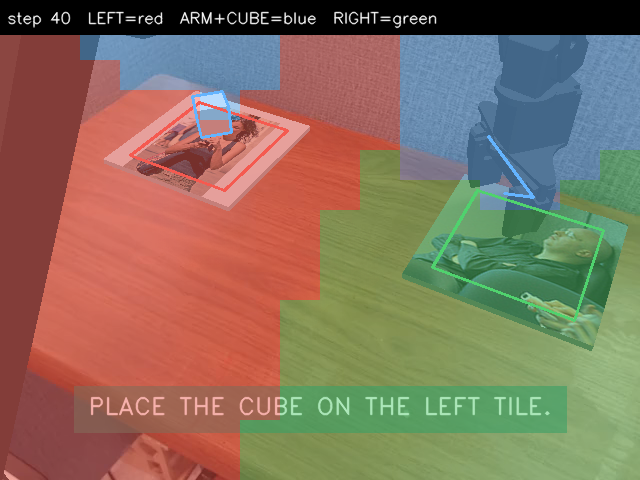 step 40 LEFT=red ARM+CUBE=blue RIGHT=green
PLACE THE CUBE ON THE LEFT TILE.